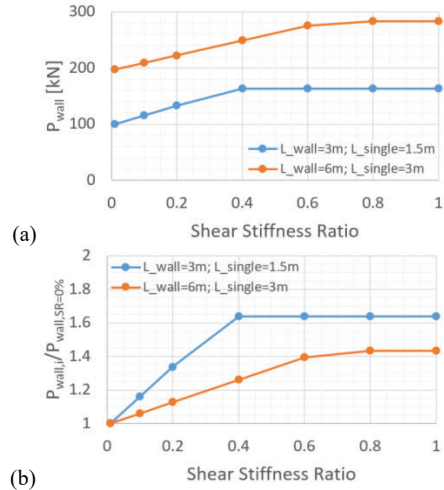 300
200
100
0
P_wall [kN]
L_wall=3m; L_single=1.5m
L_wall=6m; L_single=3m
0 0.2 0.4 0.6 0.8 1
(a) Shear Stiffness Ratio
2
1.8
1.6
1.4
1.2
1
P_wall,i/P_wall,SR=0%
L_wall=3m; L_single=1.5m
L_wall=6m; L_single=3m
0 0.2 0.4 0.6 0.8 1
(b) Shear Stiffness Ratio